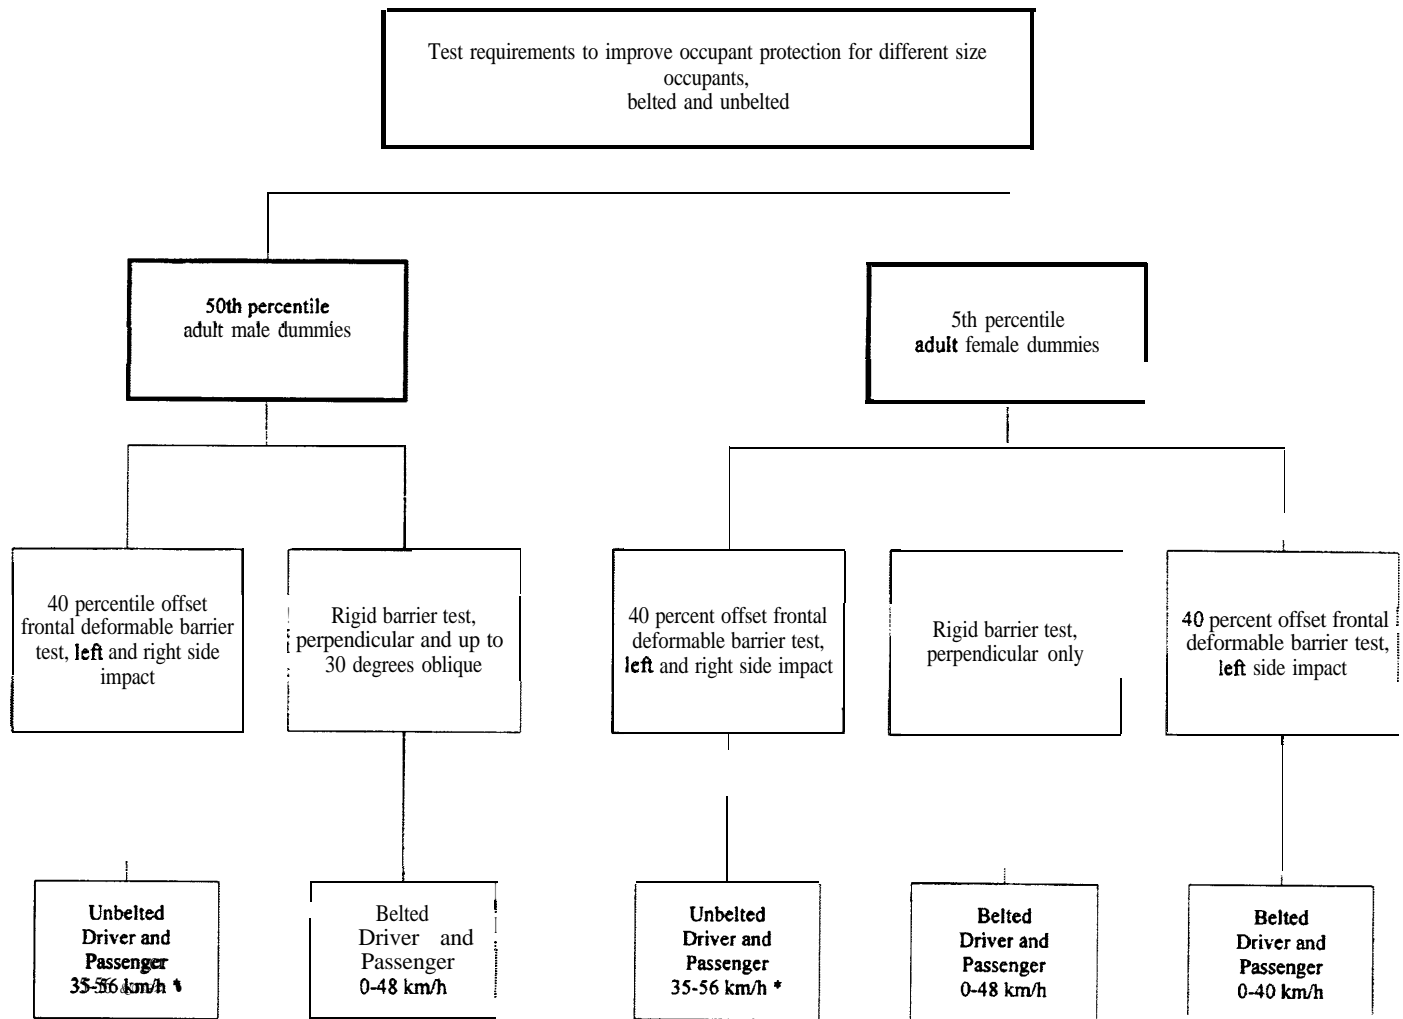 Test requirements to improve occupant protection for different size
occupants,
belted and unbelted
50th percentile
adult male dummies
5th percentile
adult female dummies
40 percentile offset
frontal deformable barrier
test, left and right side
impact
Rigid barrier test,
perpendicular and up to
30 degrees oblique
40 percent offset frontal
deformable barrier test,
left and right side impact
Rigid barrier test,
perpendicular only
40 percent offset frontal
deformable barrier test,
left side impact
Unbelted
Driver and
Passenger
35-56 km/h *
Belted
Driver and
Passenger
0-48 km/h
Unbelted
Driver and
Passenger
35-56 km/h *
Belted
Driver and
Passenger
0-48 km/h
Belted
Driver and
Passenger
0-40 km/h